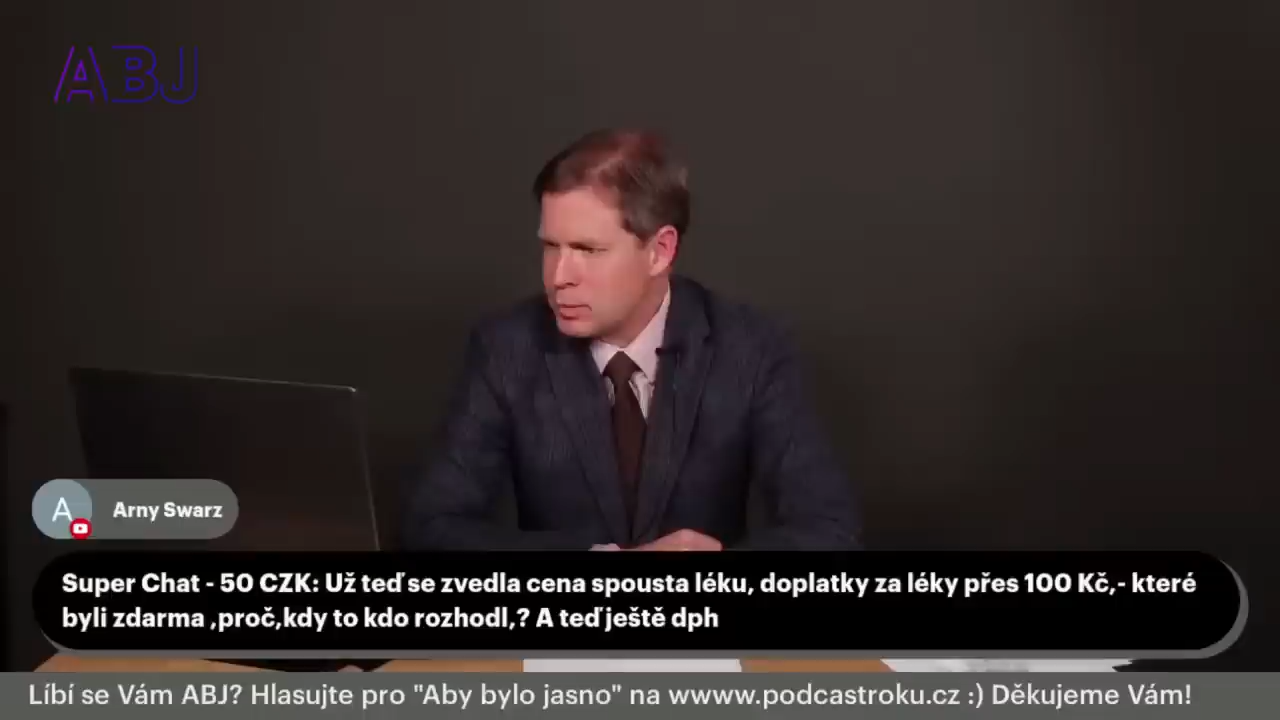 ABJ
A
Arny Swarz
Super Chat - 50 CZK: Už teď se zvedla cena spousta léku, doplatky za léky přes 100 Kč,- které
byli zdarma ,proč,kdy to kdo rozhodl,? A teď ještě dph
Líbí se Vám ABJ? Hlasujte pro "Aby bylo jasno" na wwww.podcastroku.cz :) Děkujeme Vám!